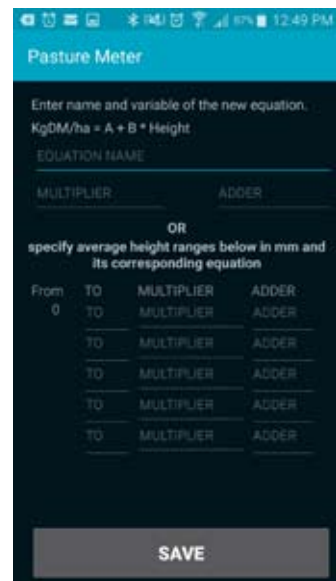 87% 12:49 PM
Pasture Meter
Enter name and variable of the new equation.
KgDM/ha = A + B * Height
EQUATION NAME
MULTIPLIER ADDER
OR
specify average height ranges below in mm and
its corresponding equation
From TO MULTIPLIER ADDER
0 TO MULTIPLIER ADDER
TO MULTIPLIER ADDER
TO MULTIPLIER ADDER
TO MULTIPLIER ADDER
TO MULTIPLIER ADDER
SAVE